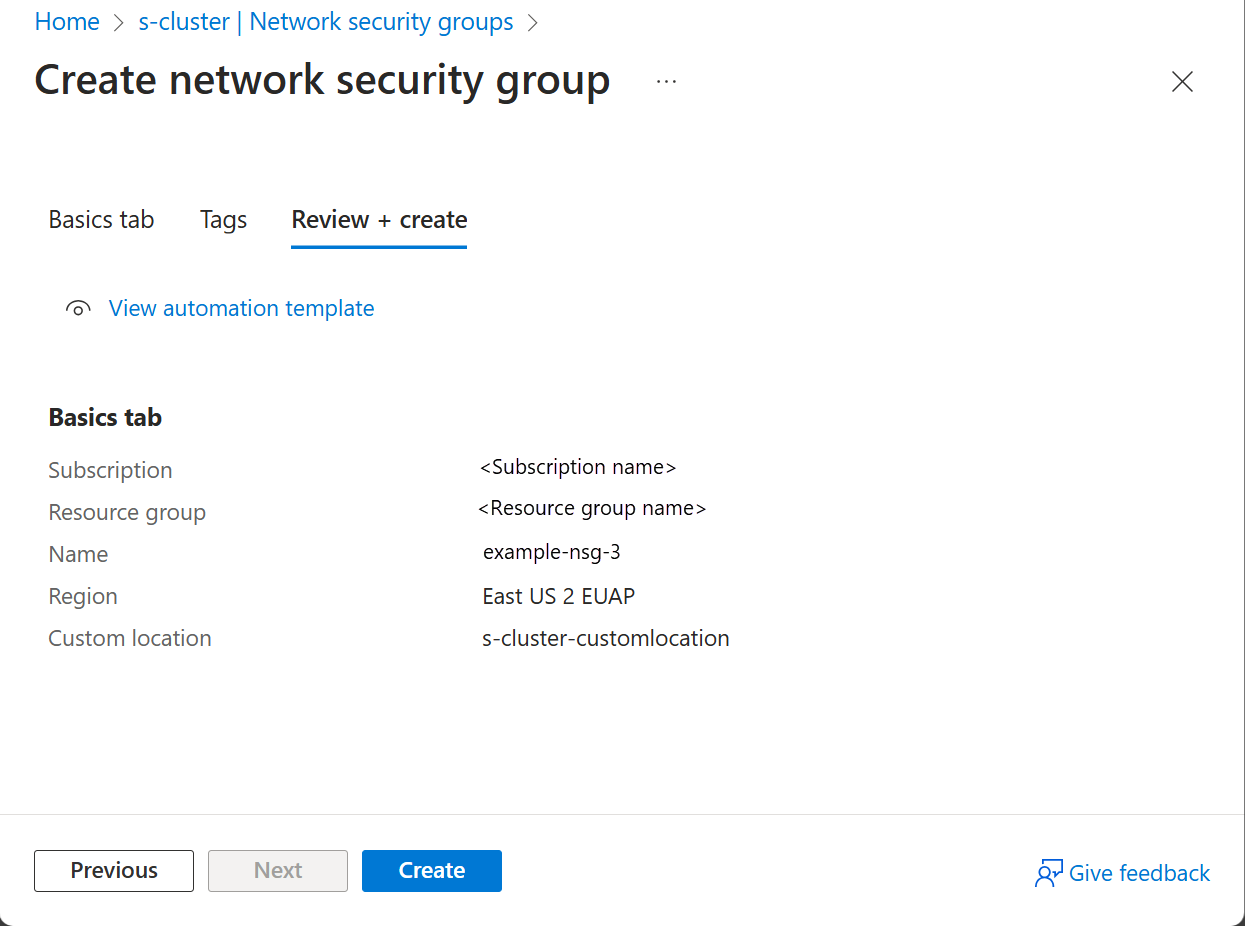 Home > s-cluster | Network security groups >
Create network security group ...
Basics tab Tags Review + create
View automation template
Basics tab
Subscription <Subscription name>
Resource group <Resource group name>
Name example-nsg-3
Region East US 2 EUAP
Custom location s-cluster-customlocation
Previous Next Create Give feedback